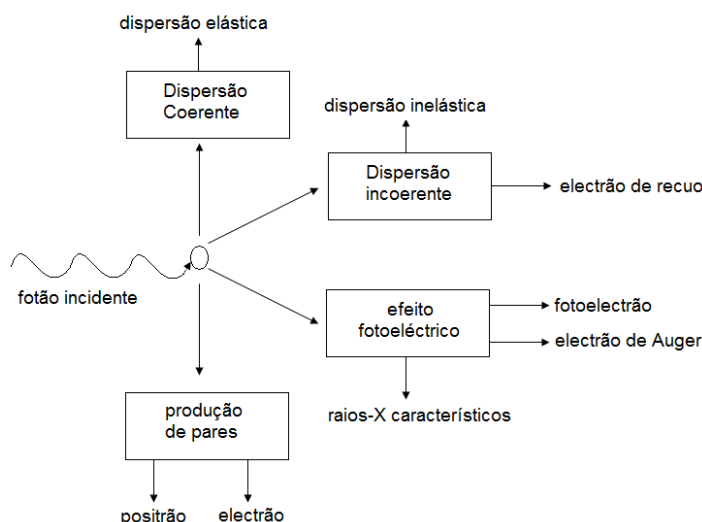 dispersão elástica
Dispersão
Coerente
dispersão inelástica
Dispersão
incoerente
electrão de recuo
fotão incidente
efeito
fotoeléctrico
fotoelectrão
electrão de Auger
raios-X característicos
produção
de pares
positrão
electrão